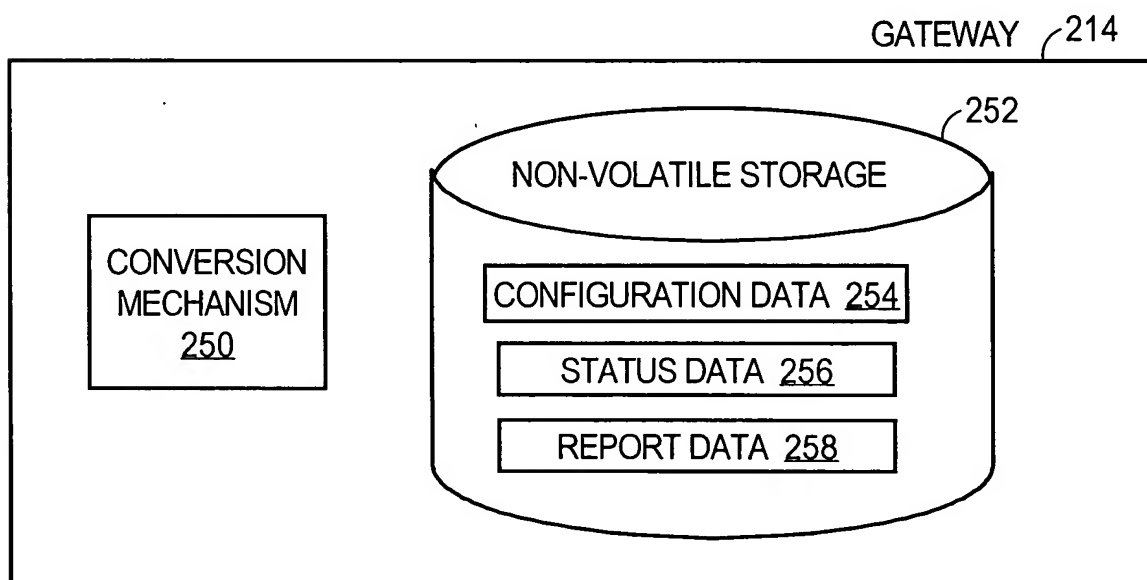 GATEWAY 214
252
NON-VOLATILE STORAGE
CONVERSION
MECHANISM
250
CONFIGURATION DATA 254
STATUS DATA 256
REPORT DATA 258